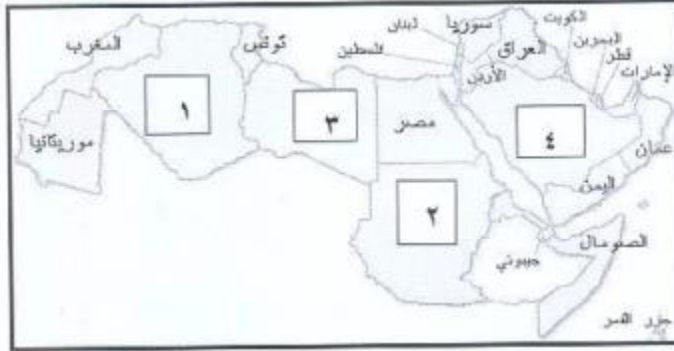 المغرب
تونس
لبنان
سوريا
الكويت
البحرين
قطر
العراق
فلسطين
الأردن
الإمارات
موريتانيا
١
٣
مصر
٤
عمان
اليمن
٢
الصومال
جيبوتي
جزر القمر